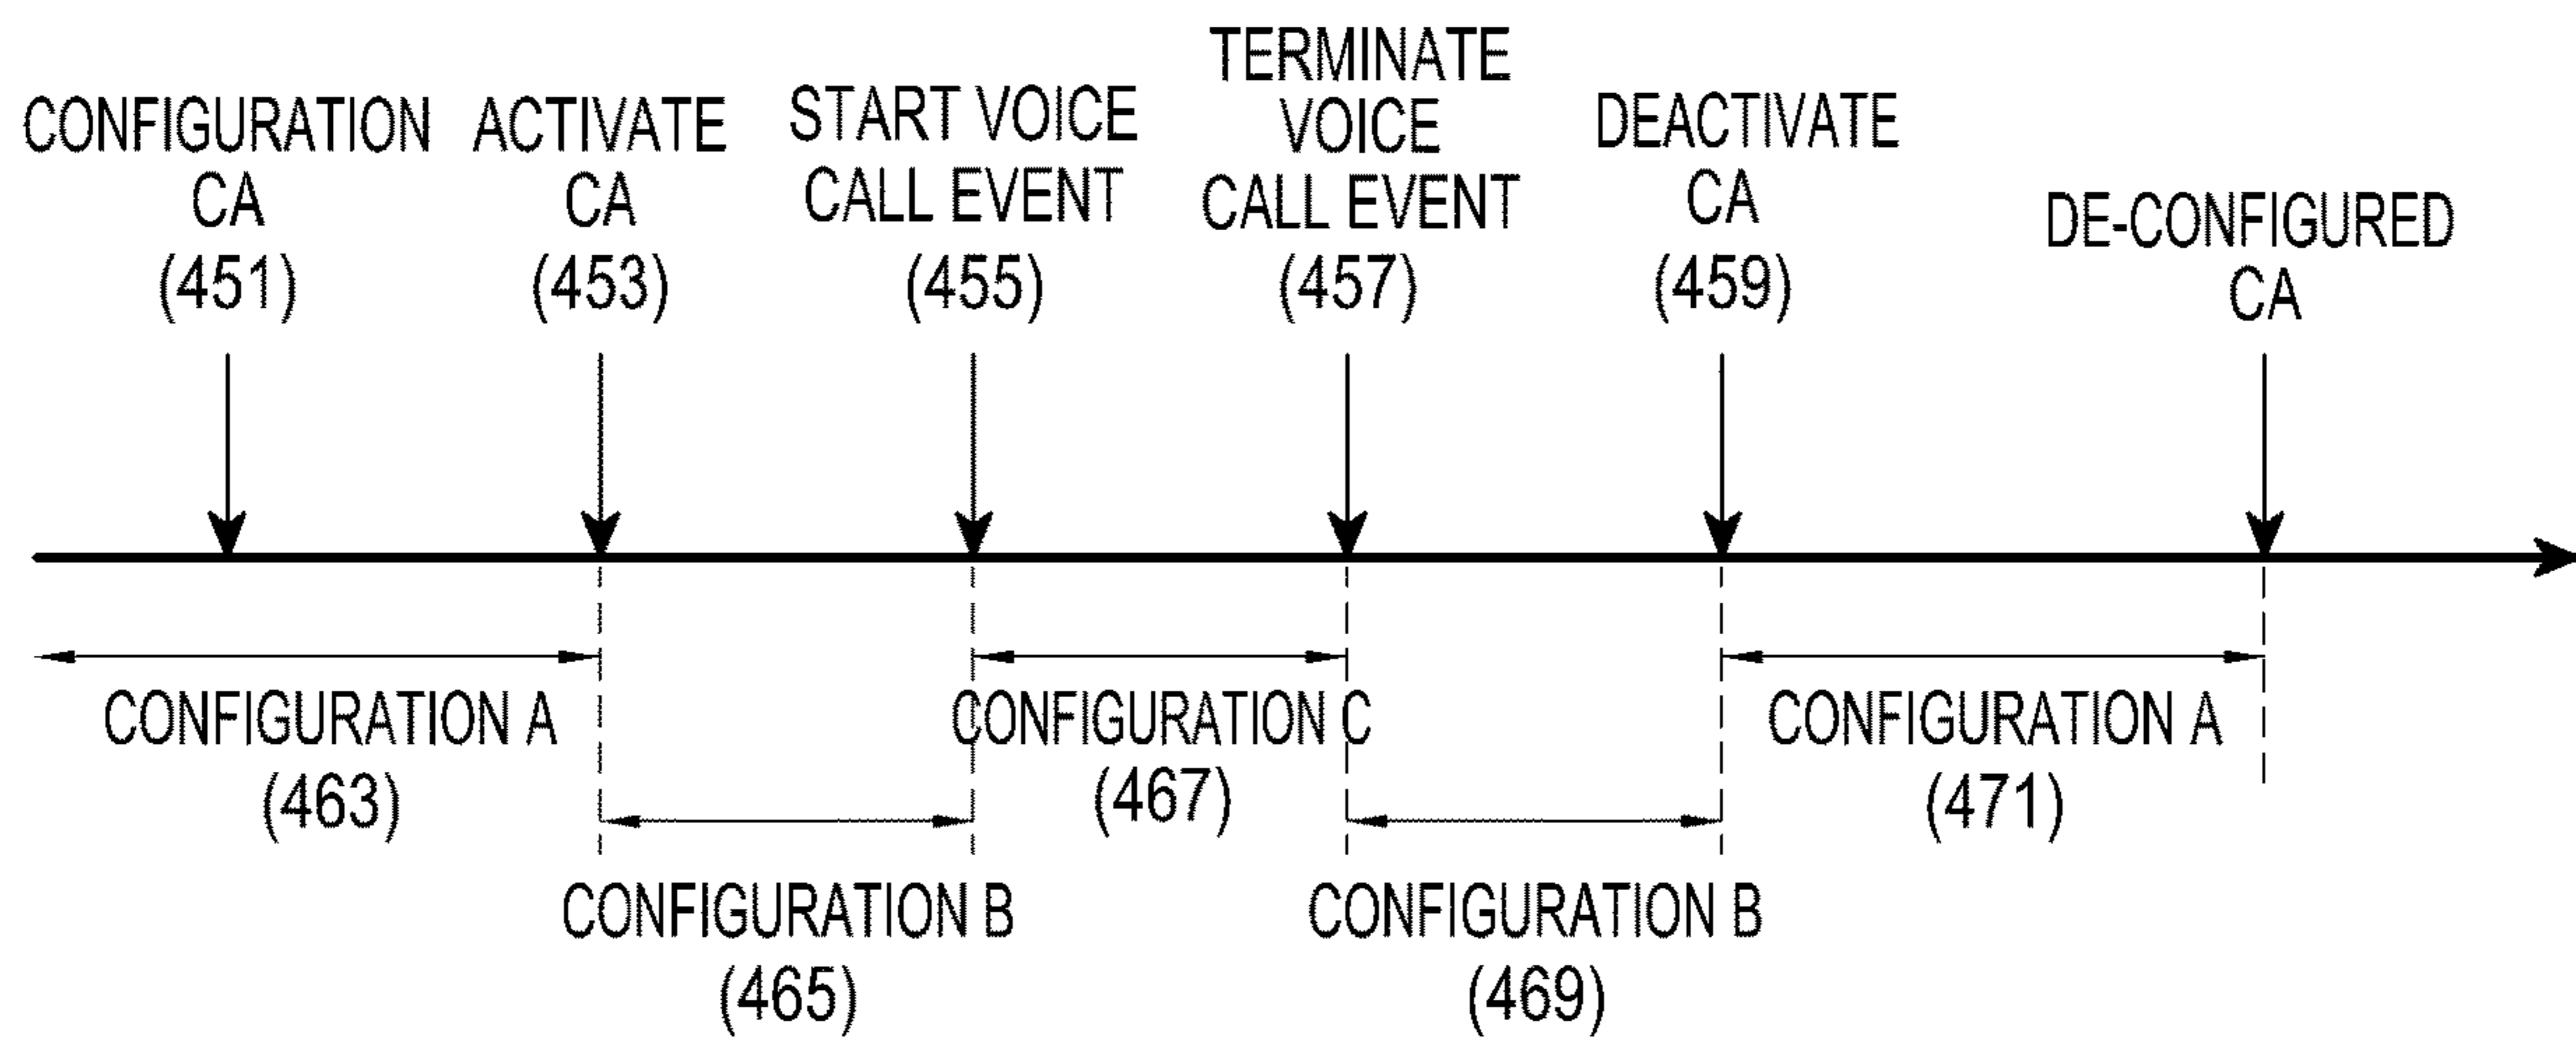 CONFIGURATION
CA
(451)
ACTIVATE
CA
(453)
START VOICE
CALL EVENT
(455)
TERMINATE
VOICE
CALL EVENT
(457)
DEACTIVATE
CA
(459)
DE-CONFIGURED
CA
CONFIGURATION A
(463)
CONFIGURATION B
(465)
CONFIGURATION C
(467)
CONFIGURATION B
(469)
CONFIGURATION A
(471)